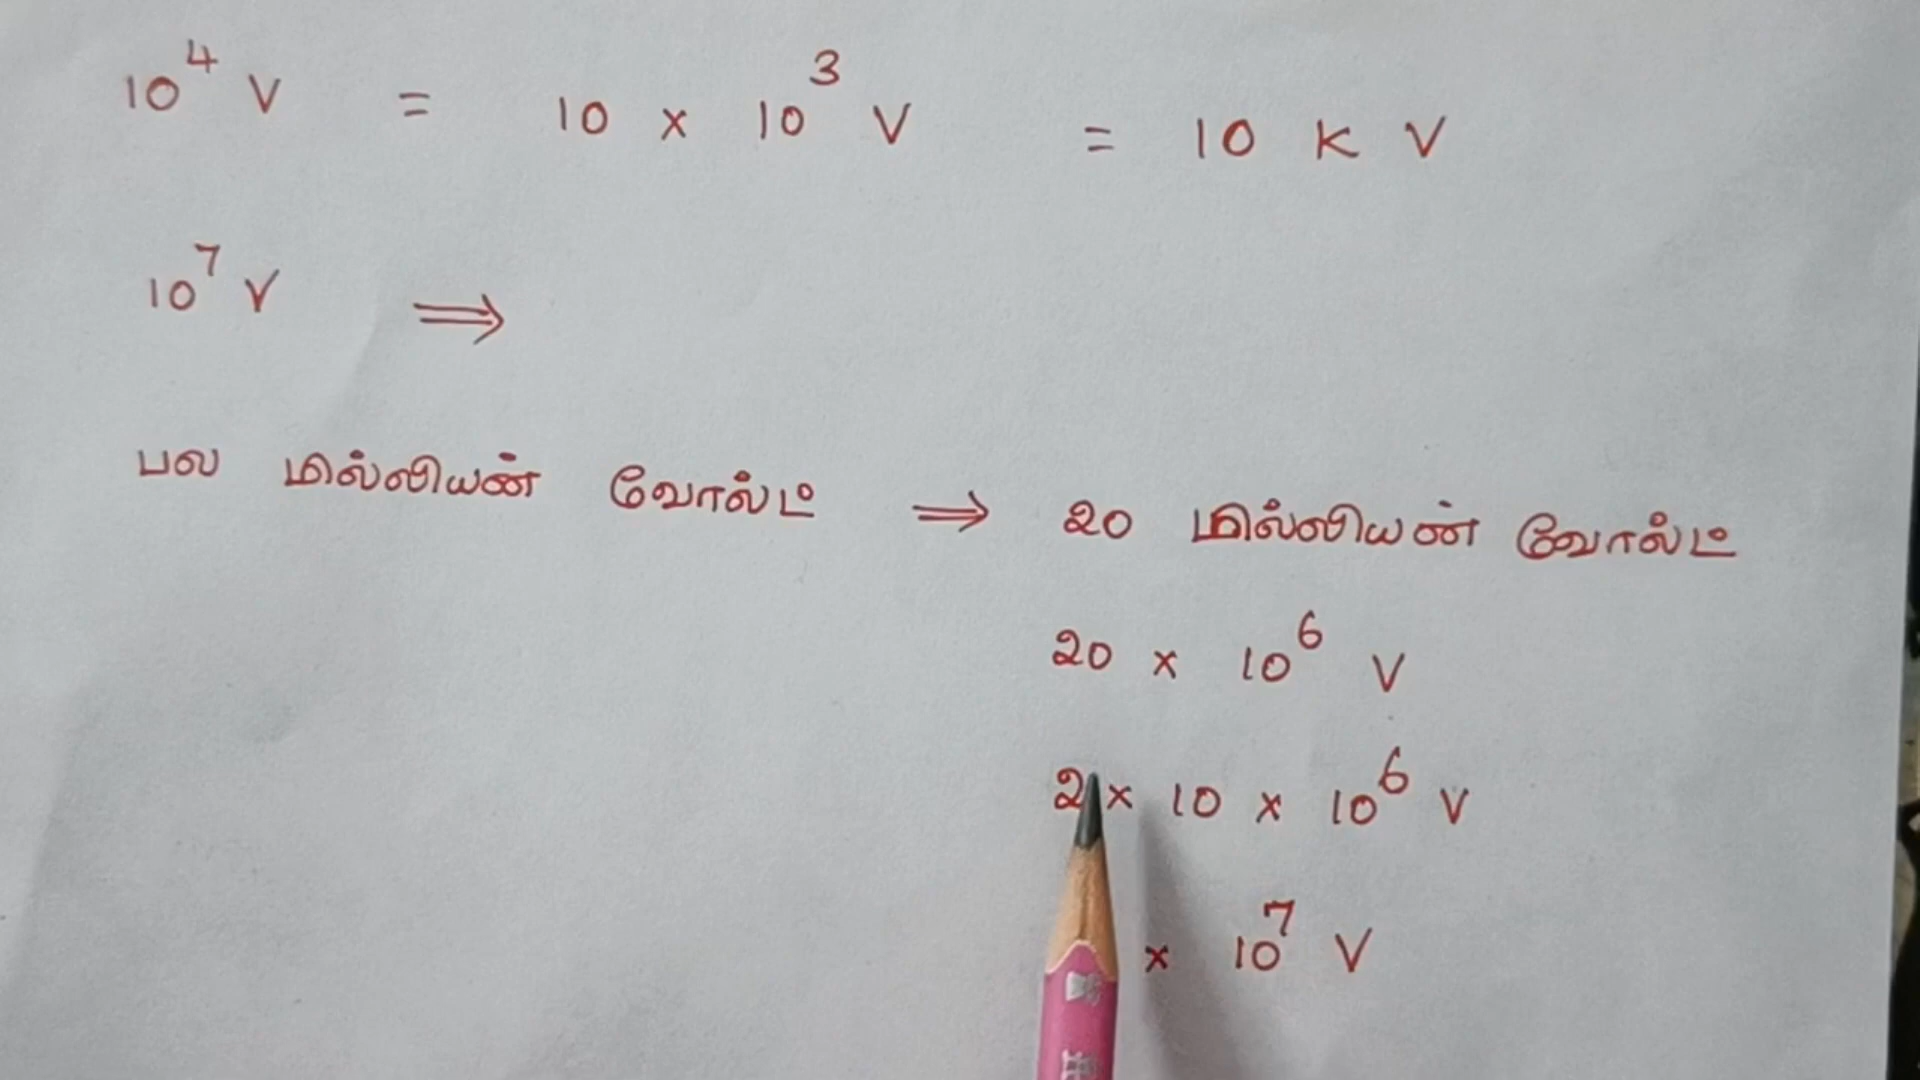 10⁴ V = 10 x 10³ V = 10 K V
10⁷ V ⇒
பல மில்லியன் வோல்ட் ⇒ 20 மில்லியன் வோல்ட்
20 x 10⁶ V
2 x 10 x 10⁶ V
x 10⁷ V